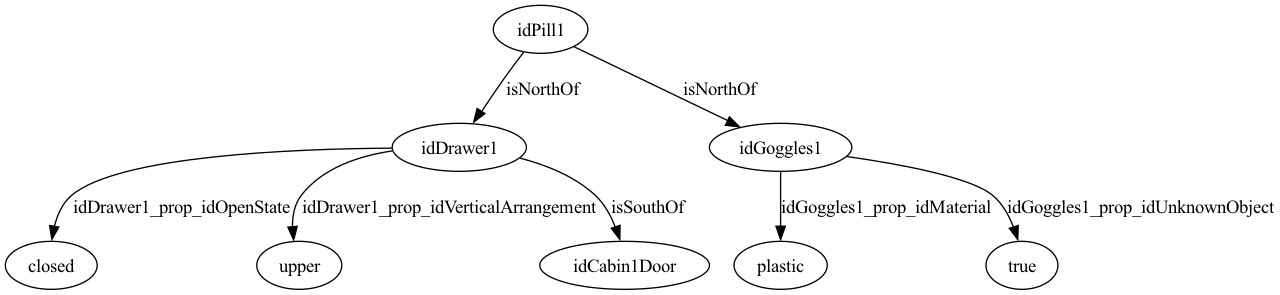 idPill1
isNorthOf
isNorthOf
idDrawer1
idGoggles1
idDrawer1_prop_idOpenState
idDrawer1_prop_idVerticalArrangement
isSouthOf
idGoggles1_prop_idMaterial
idGoggles1_prop_idUnknownObject
closed
upper
idCabin1Door
plastic
true